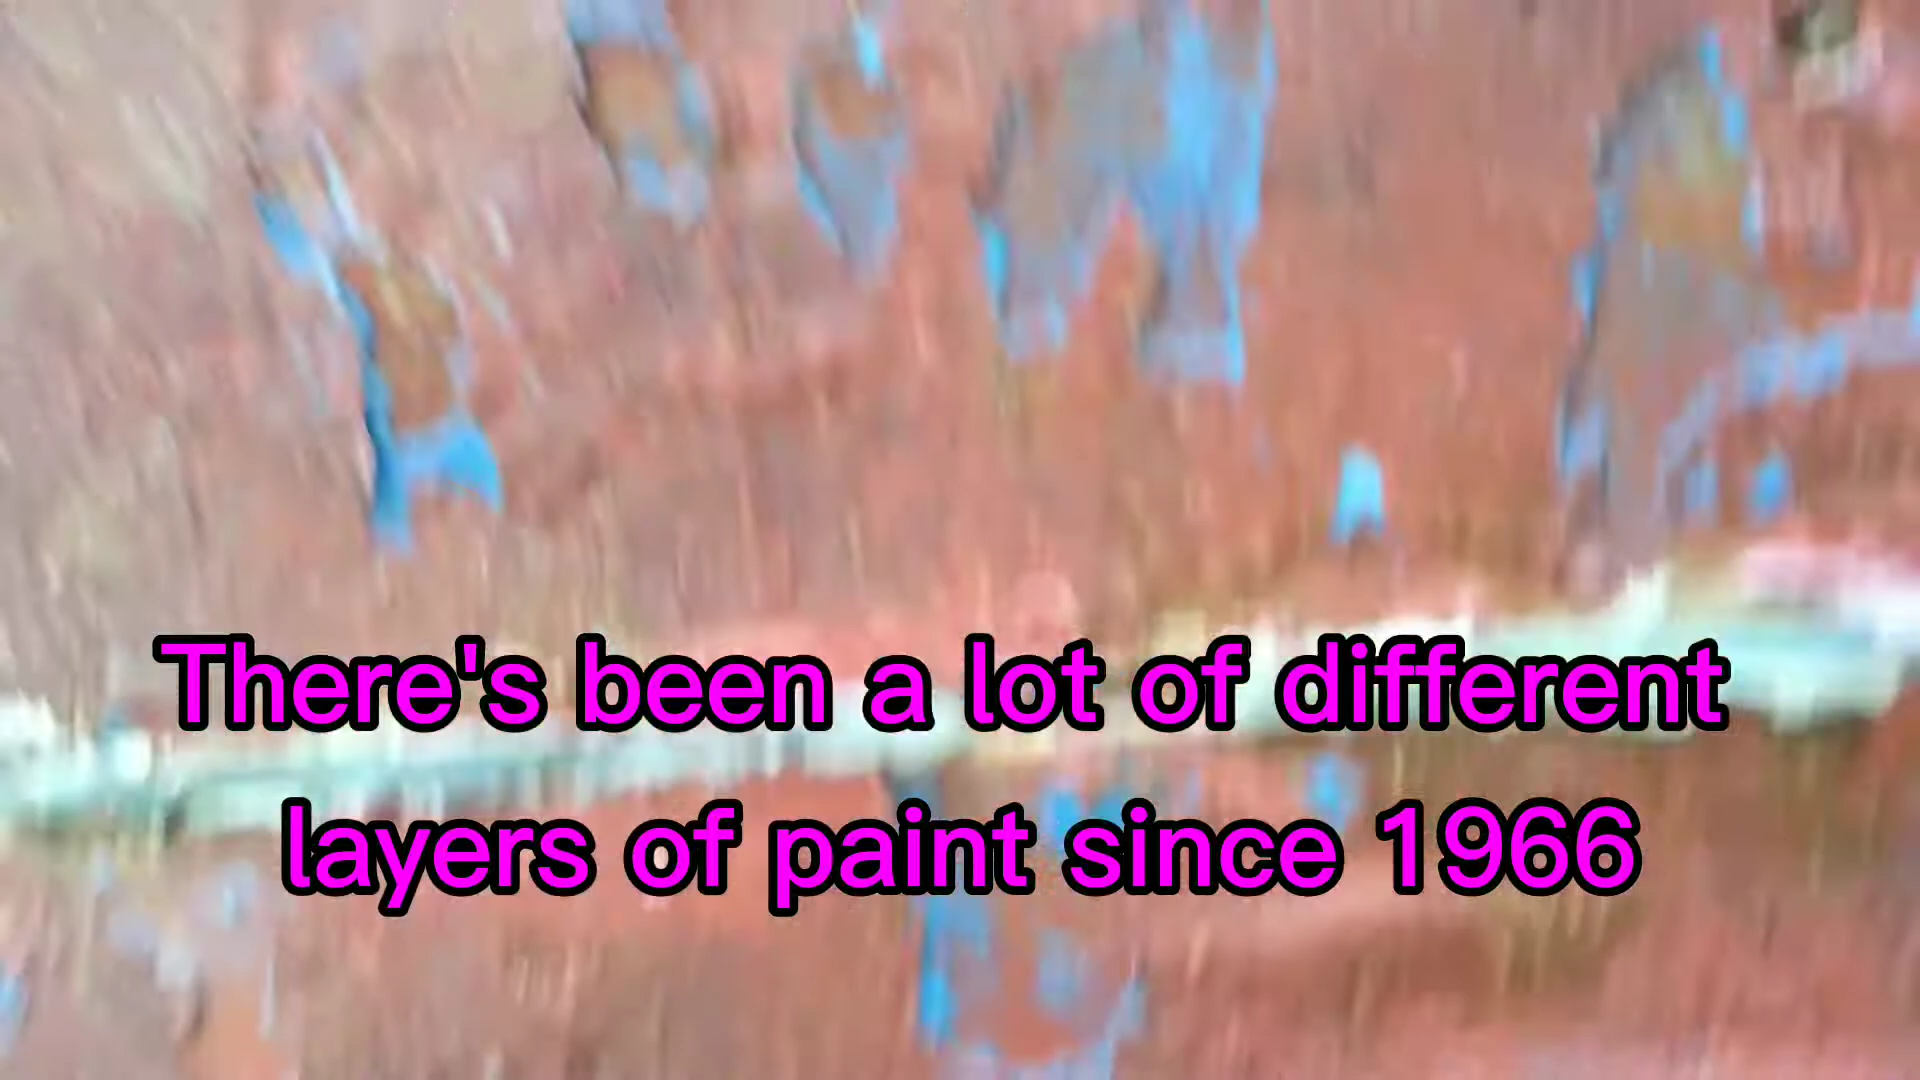 There's been a lot of different
layers of paint since 1966